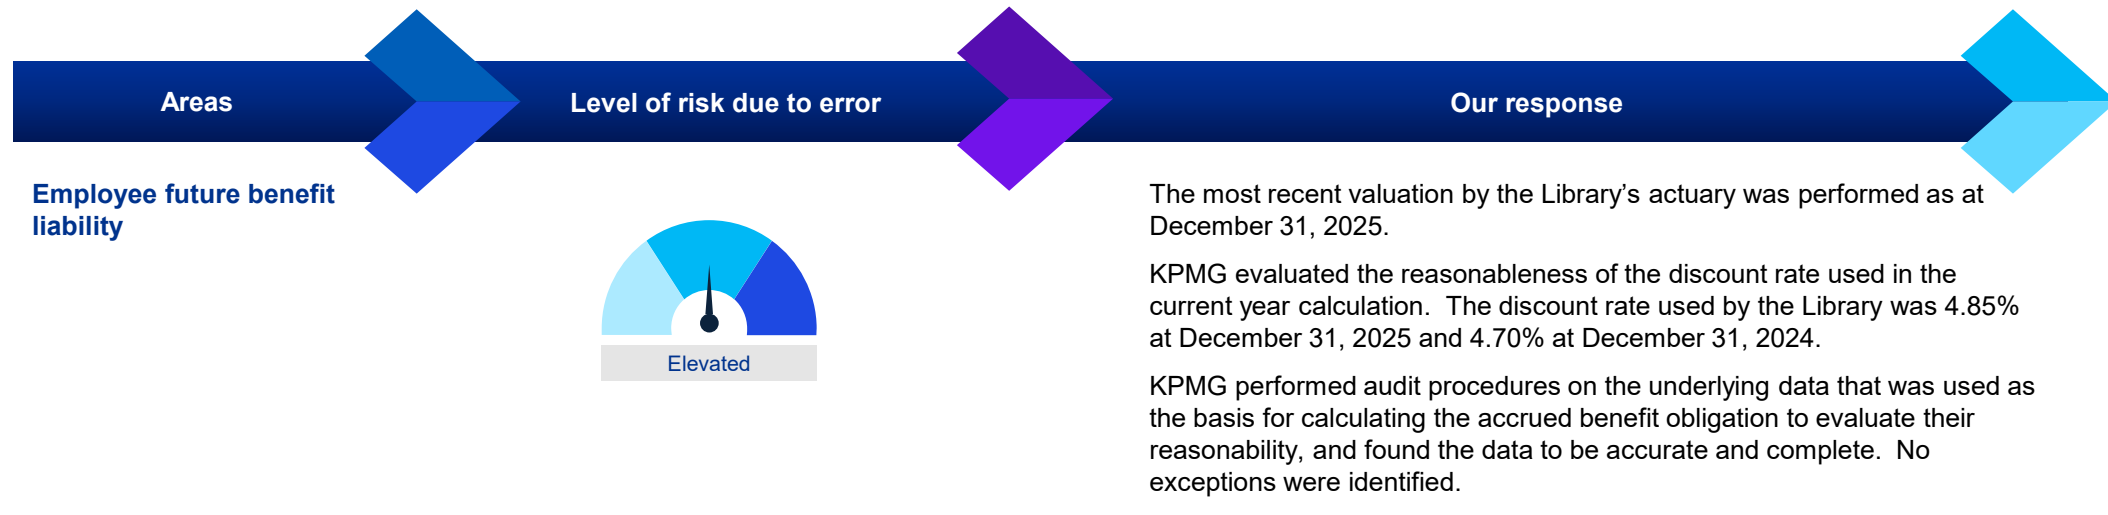 Areas
Level of risk due to error
Our response
Employee future benefit
liability
Elevated
The most recent valuation by the Library’s actuary was performed as at
December 31, 2025.
KPMG evaluated the reasonableness of the discount rate used in the
current year calculation.  The discount rate used by the Library was 4.85%
at December 31, 2025 and 4.70% at December 31, 2024.
KPMG performed audit procedures on the underlying data that was used as
the basis for calculating the accrued benefit obligation to evaluate their
reasonability, and found the data to be accurate and complete.  No
exceptions were identified.